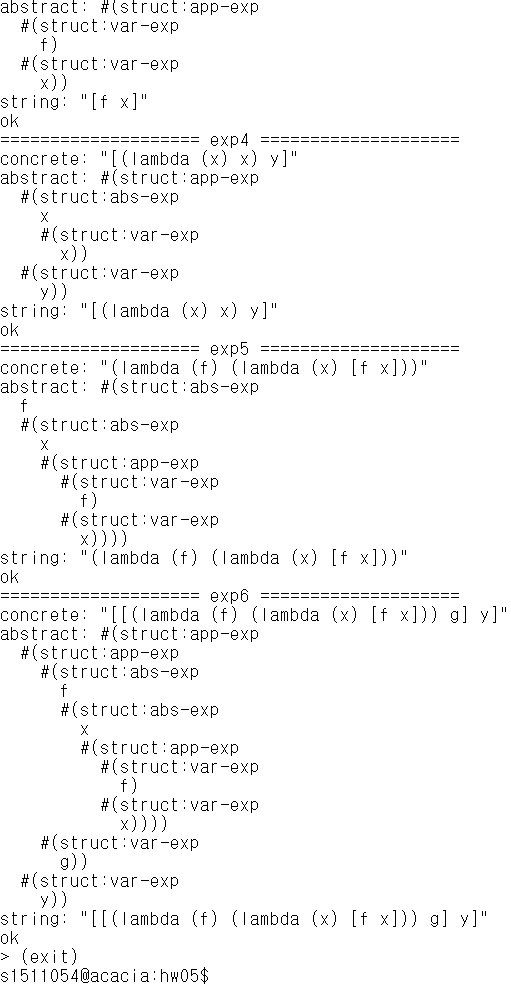 abstract: #(struct:app-exp
  #(struct:var-exp
    f)
  #(struct:var-exp
    x))
string: "[f x]"
ok
==================== exp4 ====================
concrete: "[(lambda (x) x) y]"
abstract: #(struct:app-exp
  #(struct:abs-exp
    x
    #(struct:var-exp
      x))
  #(struct:var-exp
    y))
string: "[(lambda (x) x) y]"
ok
==================== exp5 ====================
concrete: "(lambda (f) (lambda (x) [f x]))"
abstract: #(struct:abs-exp
  f
  #(struct:abs-exp
    x
    #(struct:app-exp
      #(struct:var-exp
        f)
      #(struct:var-exp
        x))))
string: "(lambda (f) (lambda (x) [f x]))"
ok
==================== exp6 ====================
concrete: "[[(lambda (f) (lambda (x) [f x])) g] y]"
abstract: #(struct:app-exp
  #(struct:app-exp
    #(struct:abs-exp
      f
      #(struct:abs-exp
        x
        #(struct:app-exp
          #(struct:var-exp
            f)
          #(struct:var-exp
            x))))
    #(struct:var-exp
      g))
  #(struct:var-exp
    y))
string: "[[(lambda (f) (lambda (x) [f x])) g] y]"
ok
> (exit)
s1511054@acacia:hw05$